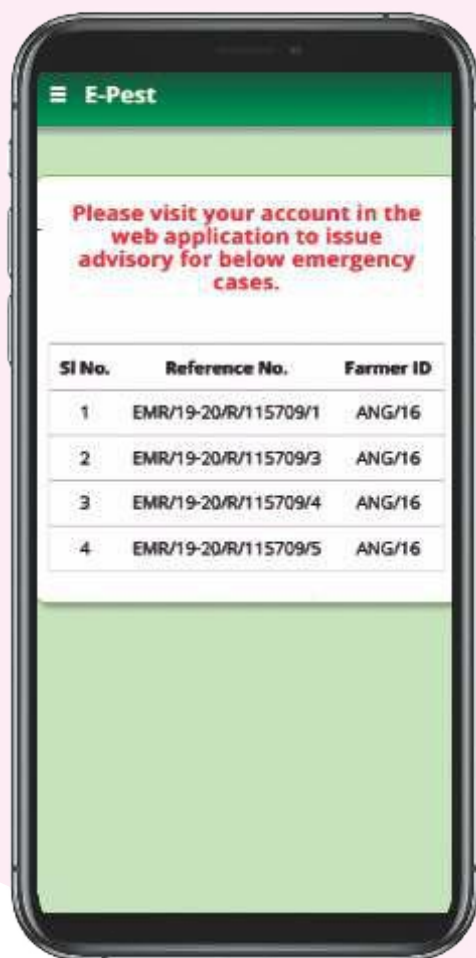 E-Pest
Please visit your account in the
web application to issue
advisory for below emergency
cases.
Sl No. Reference No. Farmer ID
1 EMR/19-20/R/115709/1 ANG/16
2 EMR/19-20/R/115709/3 ANG/16
3 EMR/19-20/R/115709/4 ANG/16
4 EMR/19-20/R/115709/5 ANG/16